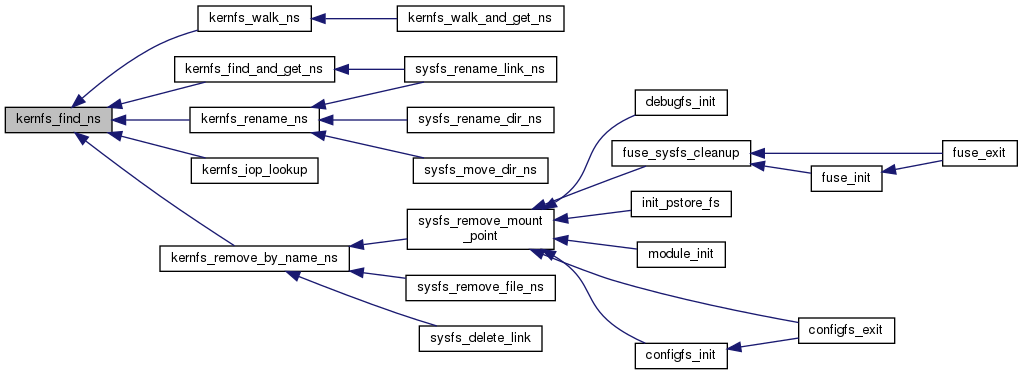 kernfs_walk_ns
kernfs_walk_and_get_ns
kernfs_find_and_get_ns
sysfs_rename_link_ns
debugfs_init
kernfs_find_ns
kernfs_rename_ns
sysfs_rename_dir_ns
fuse_sysfs_cleanup
fuse_exit
kernfs_iop_lookup
sysfs_move_dir_ns
fuse_init
init_pstore_fs
sysfs_remove_mount
_point
module_init
kernfs_remove_by_name_ns
sysfs_remove_file_ns
configfs_exit
sysfs_delete_link
configfs_init